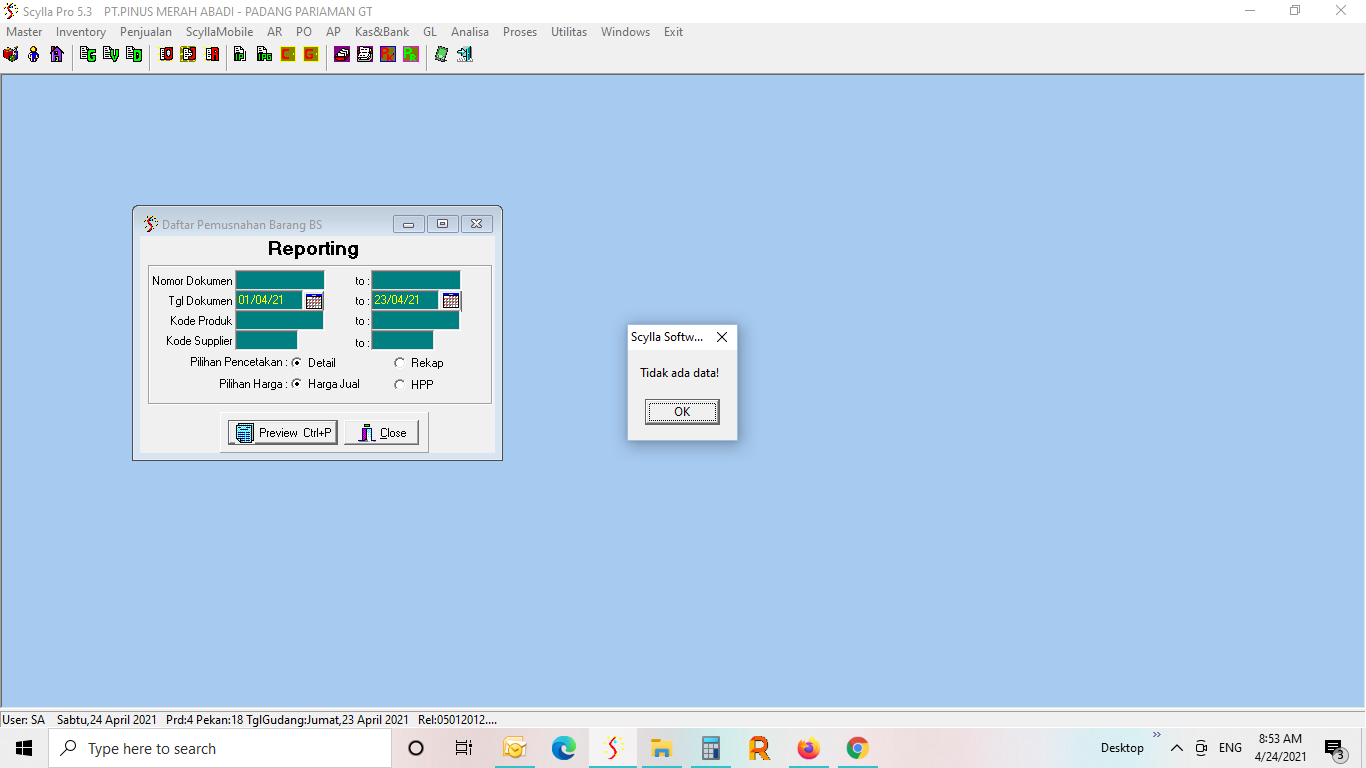 Scylla Pro 5.3 PT.PINUS MERAH ABADI - PADANG PARIAMAN GT
Master Inventory Penjualan ScyllaMobile AR PO AP Kas&Bank GL Analisa Proses Utilitas Windows Exit
Daftar Pemusnahan Barang BS
Reporting
Nomor Dokumen to :
Tgl Dokumen 01/04/21 to : 23/04/21
Kode Produk to :
Kode Supplier to :
Pilihan Pencetakan : Detail Rekap
Pilihan Harga : Harga Jual HPP
Preview Ctrl+P Close
Scylla Softw...
Tidak ada data!
OK
User: SA Sabtu,24 April 2021 Prd:4 Pekan:18 TglGudang:Jumat,23 April 2021 Rel:05012012....
Type here to search
Desktop
ENG
8:53 AM
4/24/2021
3